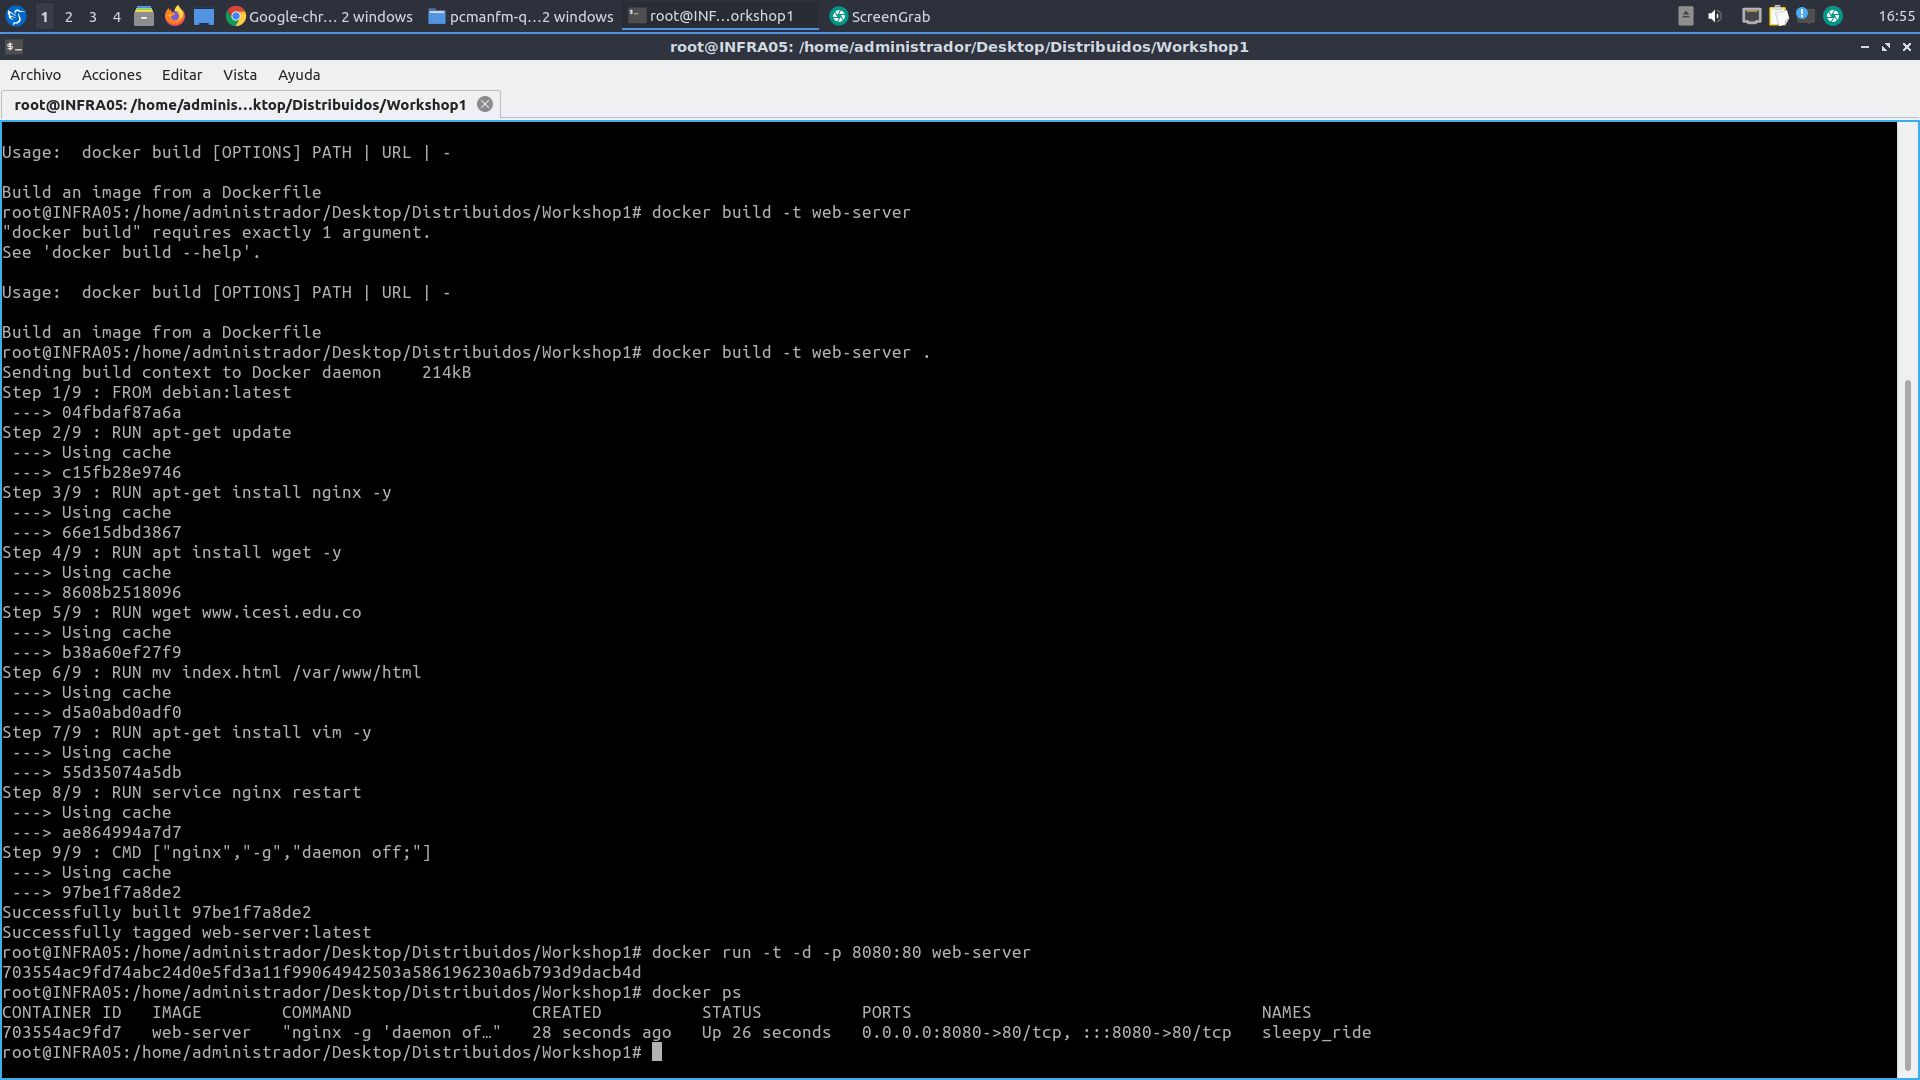 1 2 3 4 Google-chr... 2 windows pcmanfm-q...2 windows root@INF...orkshop1 ScreenGrab 16:55
root@INFRA05: /home/administrador/Desktop/Distribuidos/Workshop1
Archivo Acciones Editar Vista Ayuda
root@INFRA05: /home/adminis...ktop/Distribuidos/Workshop1
Usage:  docker build [OPTIONS] PATH | URL | -
Build an image from a Dockerfile
root@INFRA05:/home/administrador/Desktop/Distribuidos/Workshop1# docker build -t web-server
"docker build" requires exactly 1 argument.
See 'docker build --help'.
Usage:  docker build [OPTIONS] PATH | URL | -
Build an image from a Dockerfile
root@INFRA05:/home/administrador/Desktop/Distribuidos/Workshop1# docker build -t web-server .
Sending build context to Docker daemon    214kB
Step 1/9 : FROM debian:latest
 ---> 04fbdaf87a6a
Step 2/9 : RUN apt-get update
 ---> Using cache
 ---> c15fb28e9746
Step 3/9 : RUN apt-get install nginx -y
 ---> Using cache
 ---> 66e15dbd3867
Step 4/9 : RUN apt install wget -y
 ---> Using cache
 ---> 8608b2518096
Step 5/9 : RUN wget www.icesi.edu.co
 ---> Using cache
 ---> b38a60ef27f9
Step 6/9 : RUN mv index.html /var/www/html
 ---> Using cache
 ---> d5a0abd0adf0
Step 7/9 : RUN apt-get install vim -y
 ---> Using cache
 ---> 55d35074a5db
Step 8/9 : RUN service nginx restart
 ---> Using cache
 ---> ae864994a7d7
Step 9/9 : CMD ["nginx","-g","daemon off;"]
 ---> Using cache
 ---> 97be1f7a8de2
Successfully built 97be1f7a8de2
Successfully tagged web-server:latest
root@INFRA05:/home/administrador/Desktop/Distribuidos/Workshop1# docker run -t -d -p 8080:80 web-server
703554ac9fd74abc24d0e5fd3a11f99064942503a586196230a6b793d9dacb4d
root@INFRA05:/home/administrador/Desktop/Distribuidos/Workshop1# docker ps
CONTAINER ID   IMAGE        COMMAND                  CREATED          STATUS          PORTS                                   NAMES
703554ac9fd7   web-server   "nginx -g 'daemon of…"   28 seconds ago   Up 26 seconds   0.0.0.0:8080->80/tcp, :::8080->80/tcp   sleepy_ride
root@INFRA05:/home/administrador/Desktop/Distribuidos/Workshop1#